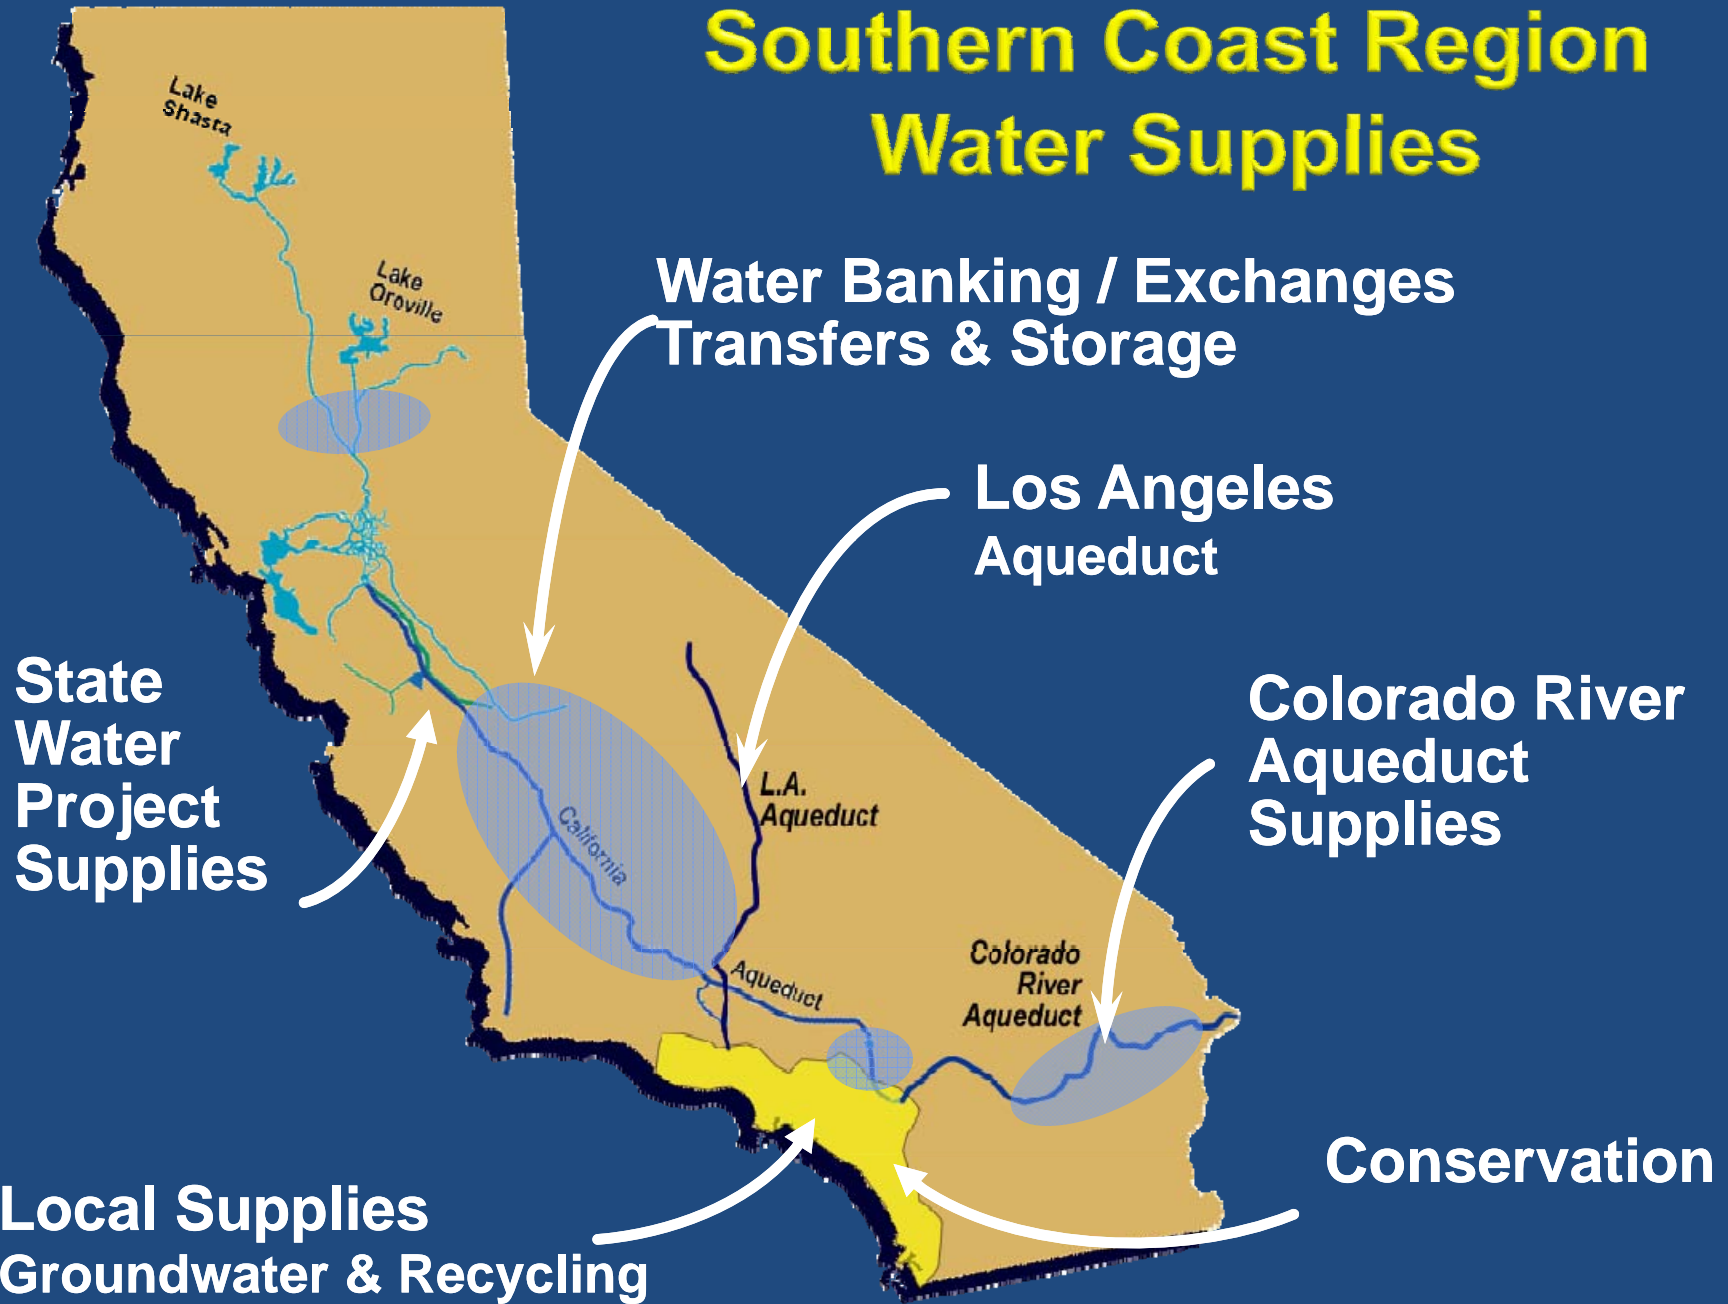 Southern Coast Region
Water Supplies
Lake
Shasta
Lake
Oroville
Water Banking / Exchanges
Transfers & Storage
Los Angeles
Aqueduct
State
Water
Project
Supplies
Colorado River
Aqueduct
Supplies
L.A.
Aqueduct
California
Aqueduct
Colorado
River
Aqueduct
Conservation
Local Supplies
Groundwater & Recycling